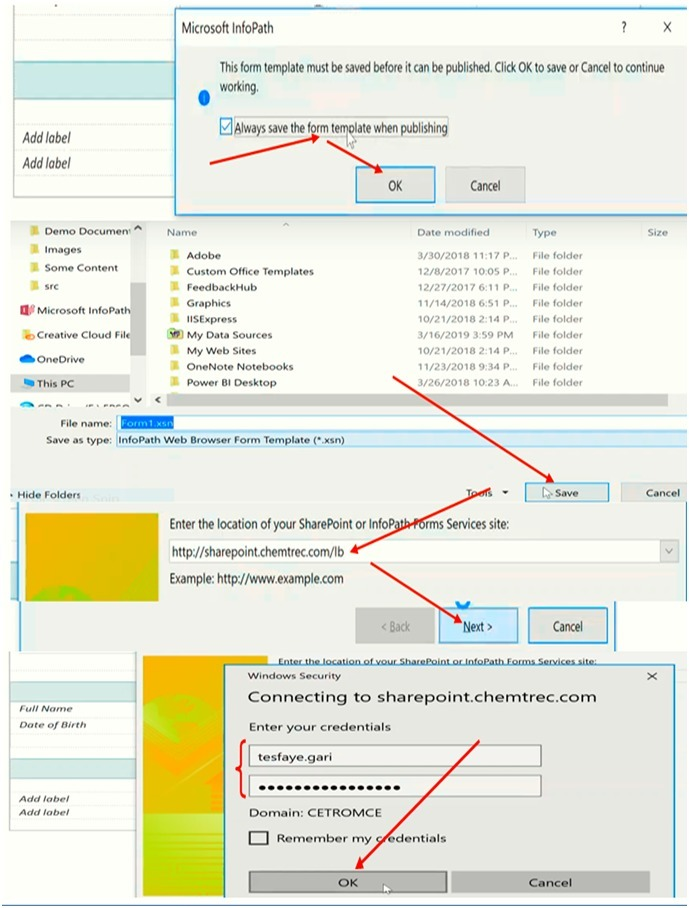 Microsoft InfoPath ? X
This form template must be saved before it can be published. Click OK to save or Cancel to continue
working.
Always save the form template when publishing
Add label
Add label
OK Cancel
Name Date modified Type Size
Demo Documen
Images
Some Content
src
Microsoft InfoPath
Creative Cloud File
OneDrive
This PC
Adobe 3/30/2018 11:17 P... File folder
Custom Office Templates 12/8/2017 10:05 P... File folder
FeedbackHub 12/27/2017 6:11 P... File folder
Graphics 11/14/2018 6:51 P... File folder
IISExpress 10/21/2018 2:14 P... File folder
My Data Sources 3/16/2019 3:59 PM File folder
My Web Sites 10/21/2018 2:14 P... File folder
OneNote Notebooks 11/23/2018 9:34 P... File folder
Power BI Desktop 3/26/2018 10:23 A... File folder
File name: Form1.xsn
Save as type: InfoPath Web Browser Form Template (*.xsn)
Hide Folders Tools Save Cancel
Enter the location of your SharePoint or InfoPath Forms Services site:
http://sharepoint.chemtrec.com/lb
Example: http://www.example.com
< Back Next > Cancel
Enter the location of your SharePoint or InfoPath Forms Services site:
Windows Security
Connecting to sharepoint.chemtrec.com
Full Name
Date of Birth
Enter your credentials
tesfaye.gari
Add label
Add label
Domain: CETROMCE
Remember my credentials
OK Cancel